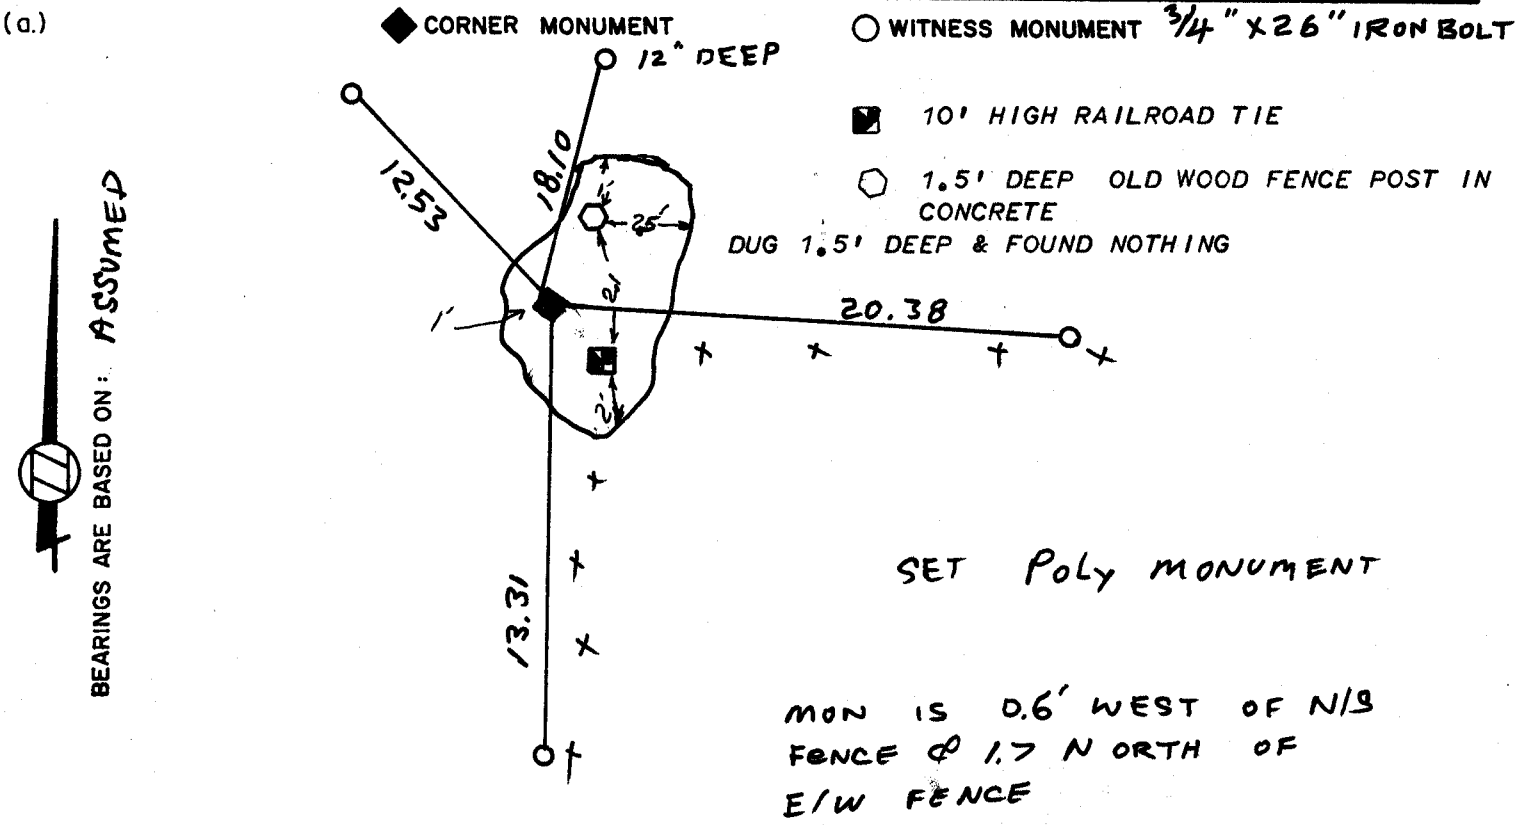 (a.)
CORNER MONUMENT
WITNESS MONUMENT 3/4" X 26" IRON BOLT
12" DEEP
10' HIGH RAILROAD TIE
1.5' DEEP OLD WOOD FENCE POST IN
CONCRETE
DUG 1.5' DEEP & FOUND NOTHING
12.53
18.10
2'
1'
20.38
2'
13.31
BEARINGS ARE BASED ON: ASSUMED
SET POLY MONUMENT
MON IS 0.6' WEST OF N/S
FENCE & 1.7 NORTH OF
E/W FENCE